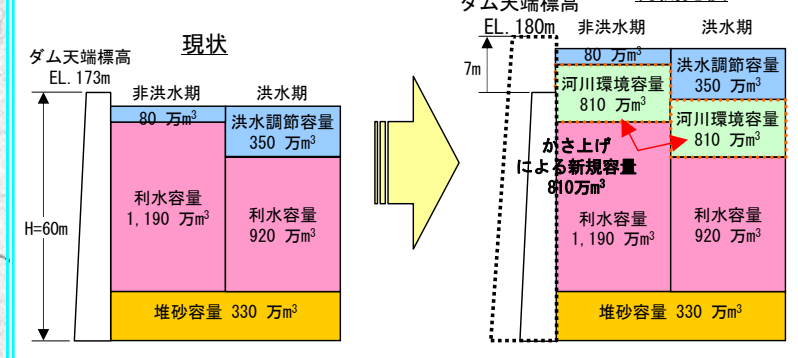 現状
ダム天端標高
EL. 173m
非洪水期
洪水期
80 万m³
洪水調節容量
350 万m³
利水容量
1,190 万m³
利水容量
920 万m³
H=60m
堆砂容量 330 万m³
ダム天端標高
EL. 180m
非洪水期
洪水期
7m
80 万m³
洪水調節容量
350 万m³
河川環境容量
810 万m³
河川環境容量
810 万m³
かさ上げ
による新規容量
810万m³
利水容量
1,190 万m³
利水容量
920 万m³
堆砂容量 330 万m³